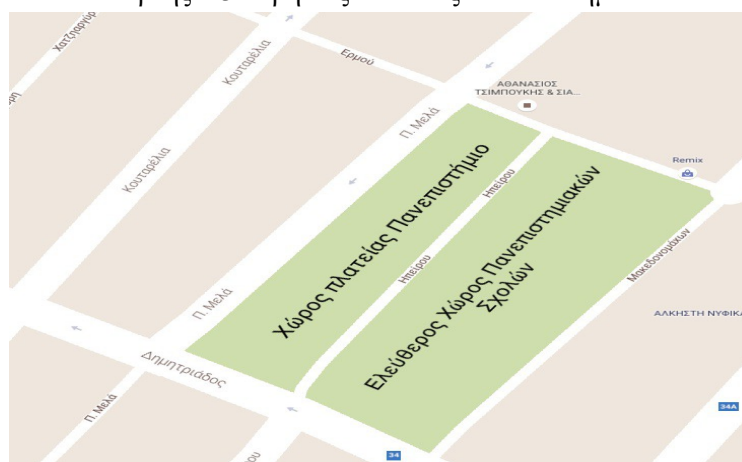 Χατζηαργύρ
Κουταρέλια
Ερμού
Π. Μελά
ΑΘΑΝΑΣΙΟΣ
ΤΣΙΜΠΟΥΚΗΣ & ΣΙΑ...
Remix
Κουταρέλια
Χώρος πλατείας Πανεπιστήμιο
Ηπείρου
Ελεύθερος Χώρος Πανεπιστημιακών
Σχολών
Ηπείρου
Μακεδονομάχων
Π. Μελά
ΑΛΚΗΣΤΗ ΝΥΦΙΚΑ
Δημητριάδος
Π. Μελά
34A
34